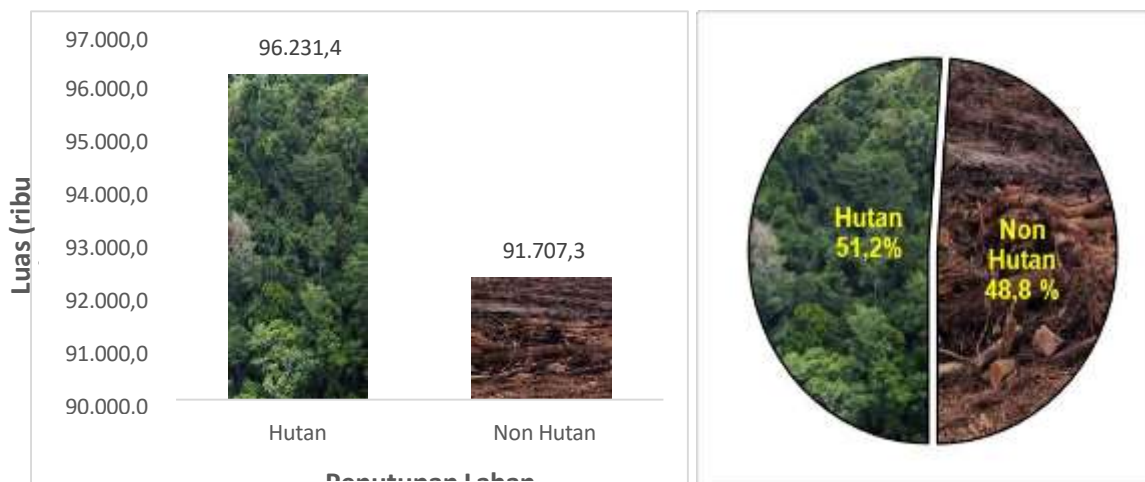 97.000,0
96.000,0
95.000,0
94.000,0
93.000,0
92.000,0
91.000,0
90.000.0
Luas (ribu
96.231,4
91.707,3
Hutan
Non Hutan
Penutupan Lahan
Hutan
51,2%
Non
Hutan
48,8 %